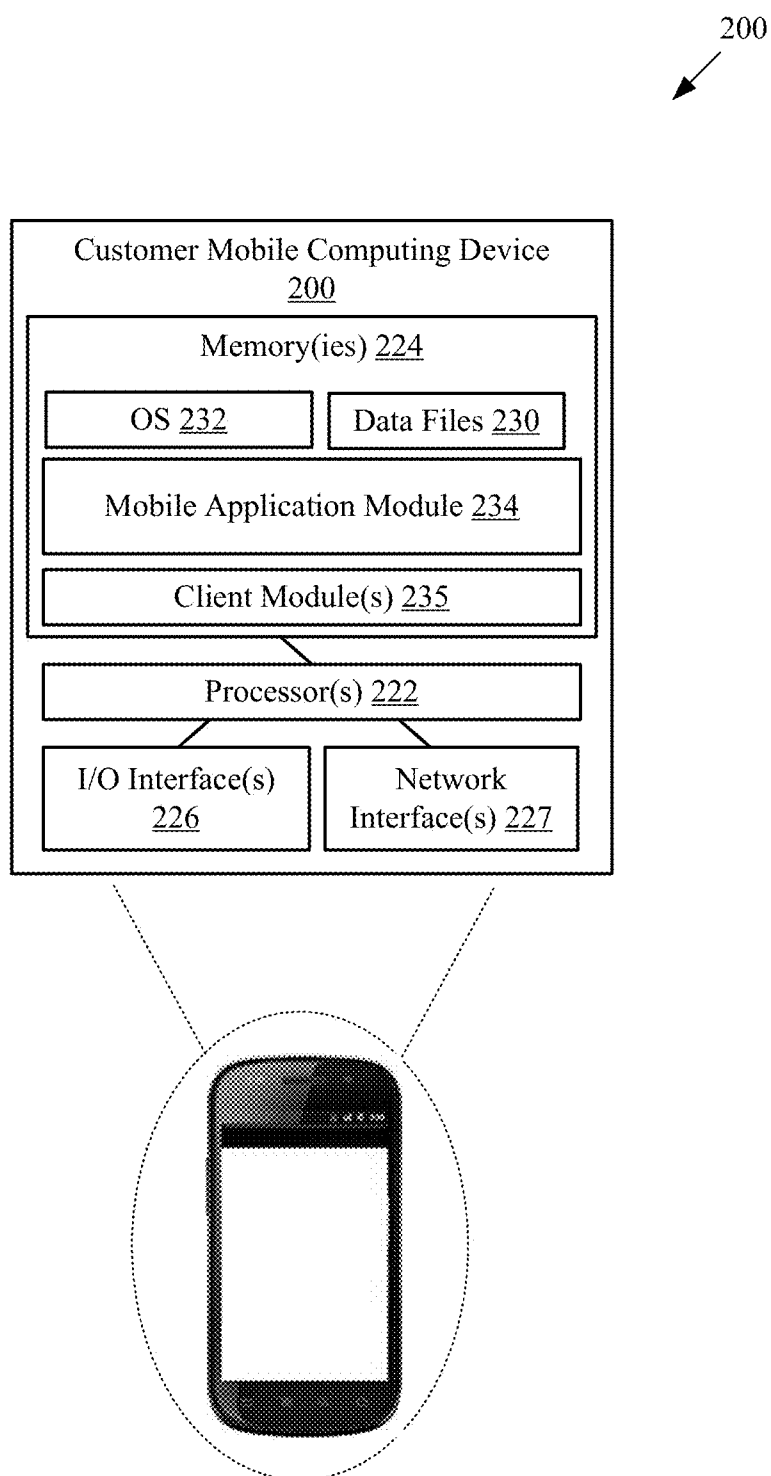 200
Customer Mobile Computing Device
200
Memory(ies) 224
OS 232
Data Files 230
Mobile Application Module 234
Client Module(s) 235
Processor(s) 222
I/O Interface(s)
226
Network
Interface(s) 227